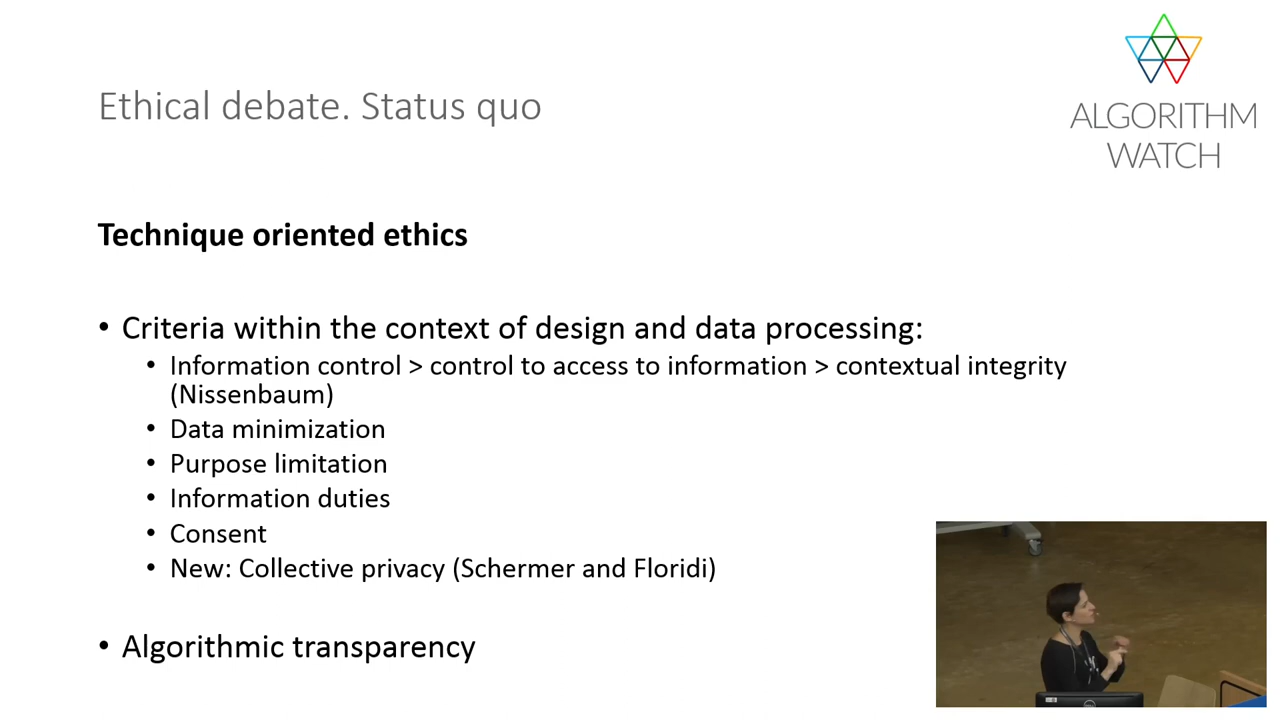 ALGORITHM
WATCH
Ethical debate. Status quo
Technique oriented ethics
• Criteria within the context of design and data processing:
• Information control > control to access to information > contextual integrity
(Nissenbaum)
• Data minimization
• Purpose limitation
• Information duties
• Consent
• New: Collective privacy (Schermer and Floridi)
• Algorithmic transparency
DELL